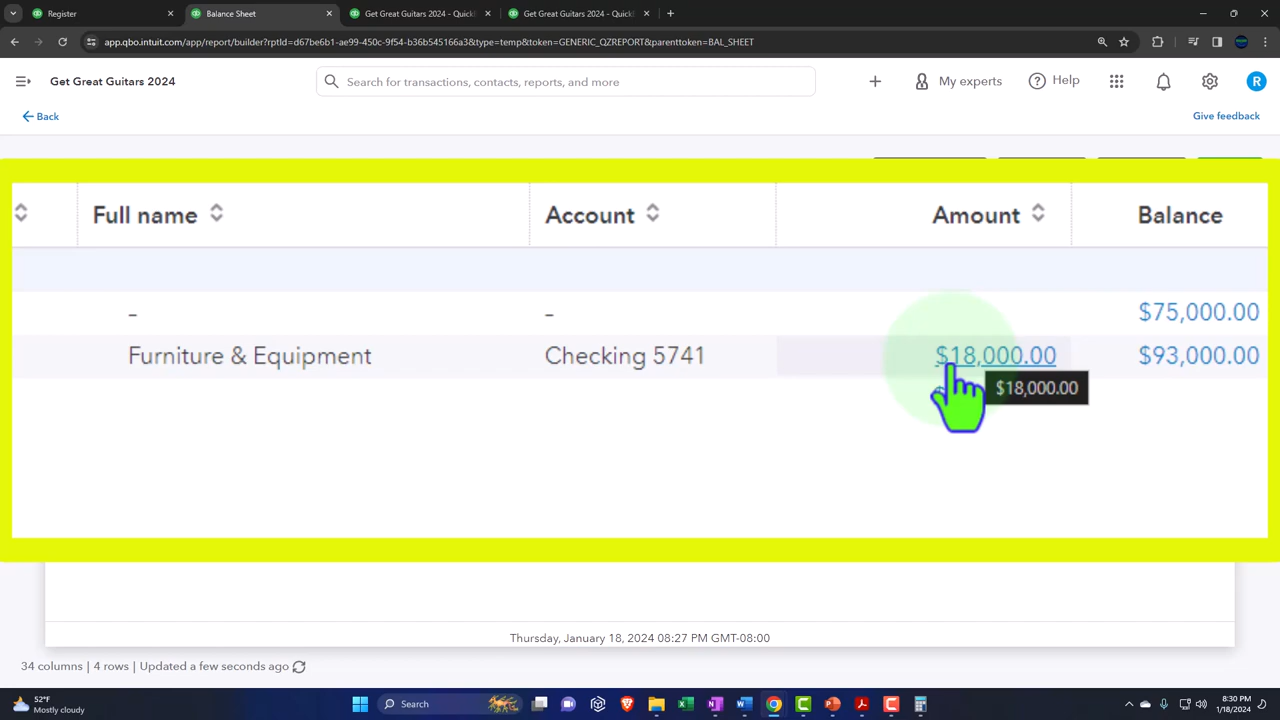 Register
Balance Sheet
Get Great Guitars 2024 – QuickB
Get Great Guitars 2024 – QuickB
app.qbo.intuit.com/app/report/builder?rptId=d67be6b1-ae99-450c-9f54-b36b545166a3&type=temp&token=GENERIC_QZREPORT&parenttoken=BAL_SHEET
Get Great Guitars 2024
Search for transactions, contacts, reports, and more
My experts
Help
R
Back
Give feedback
Full name
Account
Amount
Balance
- - $75,000.00
Furniture & Equipment Checking 5741 $18,000.00 $93,000.00
$18,000.00
Thursday, January 18, 2024 08:27 PM GMT-08:00
34 columns | 4 rows | Updated a few seconds ago
52°F
Mostly cloudy
Search
8:30 PM
1/18/2024